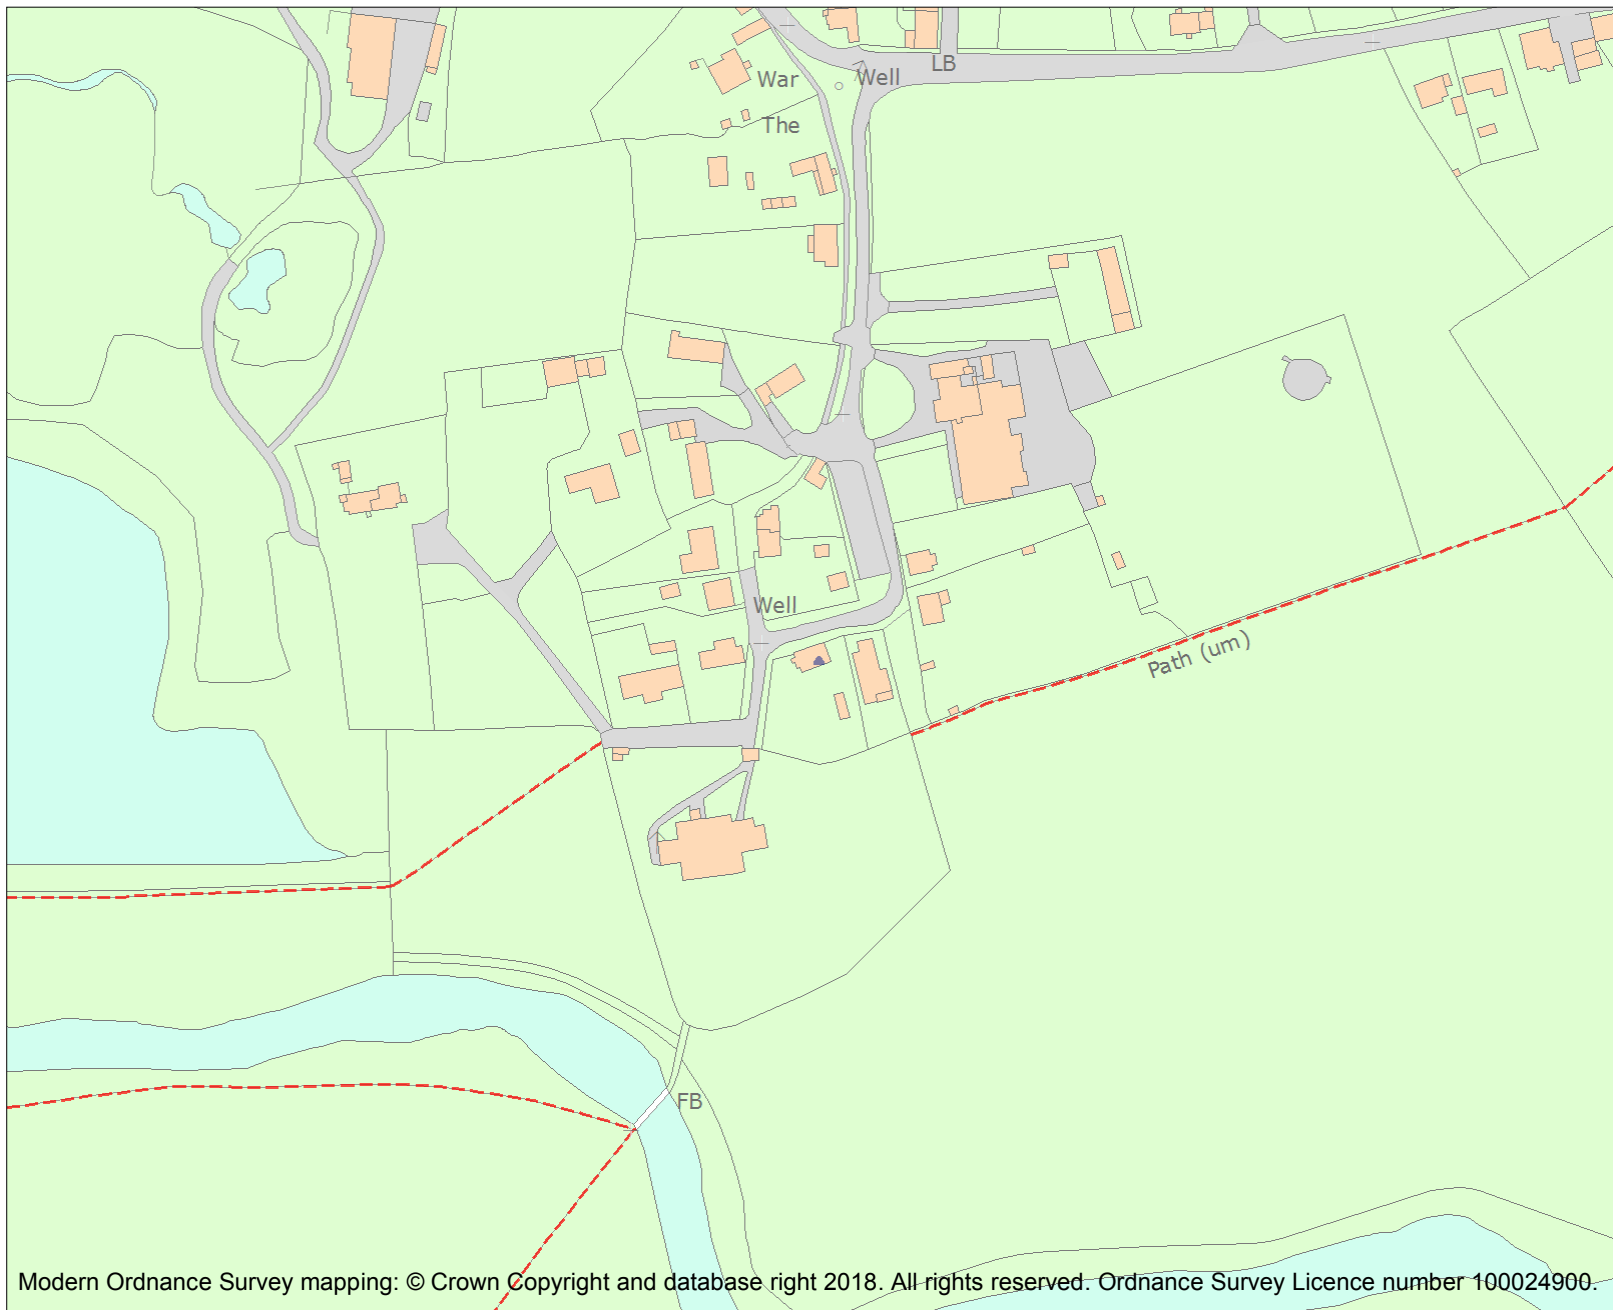 LB
War
Well
The
Well
Path (um)
FB
Modern Ordnance Survey mapping: © Crown Copyright and database right 2018. All rights reserved. Ordnance Survey Licence number 100024900.